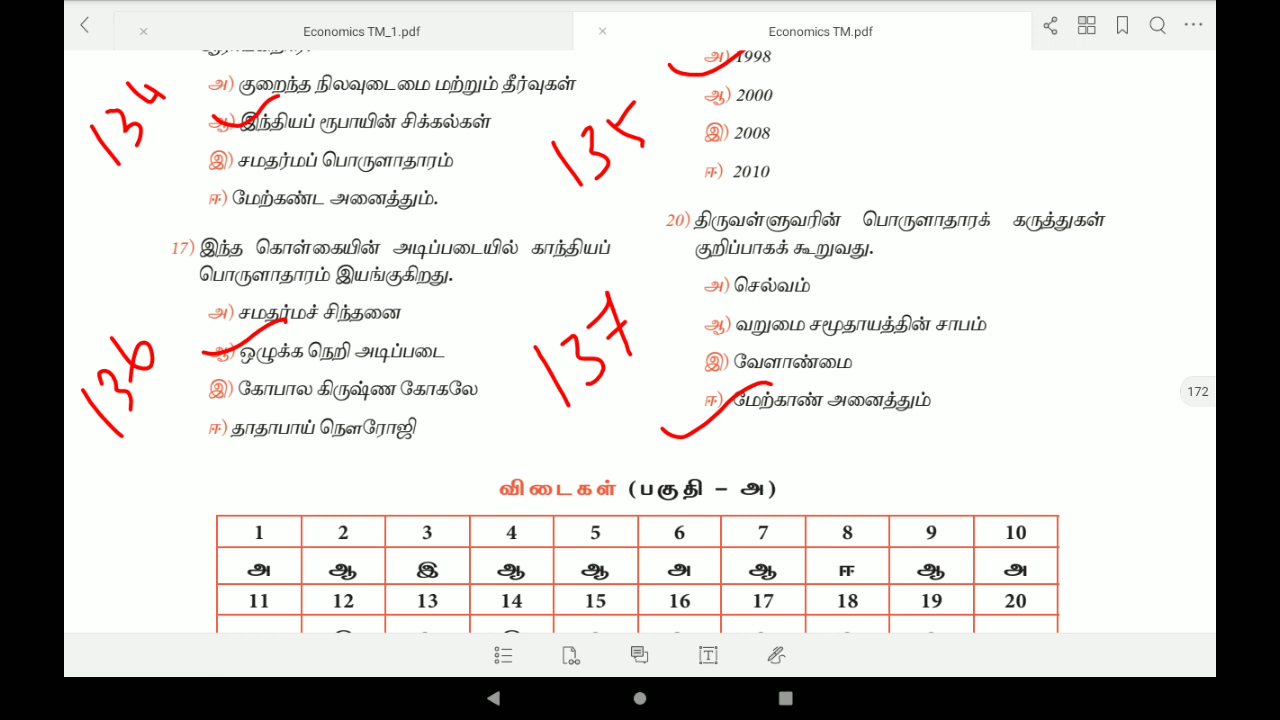 Economics TM_1.pdf
Economics TM.pdf
அ) குறைந்த நிலவுடைமை மற்றும் தீர்வுகள்
ஆ) இந்தியப் ரூபாயின் சிக்கல்கள்
இ) சமதர்மப் பொருளாதாரம்
ஈ) மேற்கண்ட அனைத்தும்.
134
17) இந்த கொள்கையின் அடிப்படையில் காந்தியப்
பொருளாதாரம் இயங்குகிறது.
அ) சமதர்மச் சிந்தனை
ஆ) ஒழுக்க நெறி அடிப்படை
இ) கோபால கிருஷ்ண கோகலே
ஈ) தாதாபாய் நௌரோஜி
136
அ) 1998
ஆ) 2000
இ) 2008
ஈ) 2010
135
20) திருவள்ளுவரின் பொருளாதாரக் கருத்துகள்
குறிப்பாகக் கூறுவது.
அ) செல்வம்
ஆ) வறுமை சமூதாயத்தின் சாபம்
இ) வேளாண்மை
ஈ) மேற்காண் அனைத்தும்
137
172
விடைகள் (பகுதி – அ)
1 2 3 4 5 6 7 8 9 10
அ ஆ இ ஆ ஆ அ ஆ ஈ ஆ அ
11 12 13 14 15 16 17 18 19 20